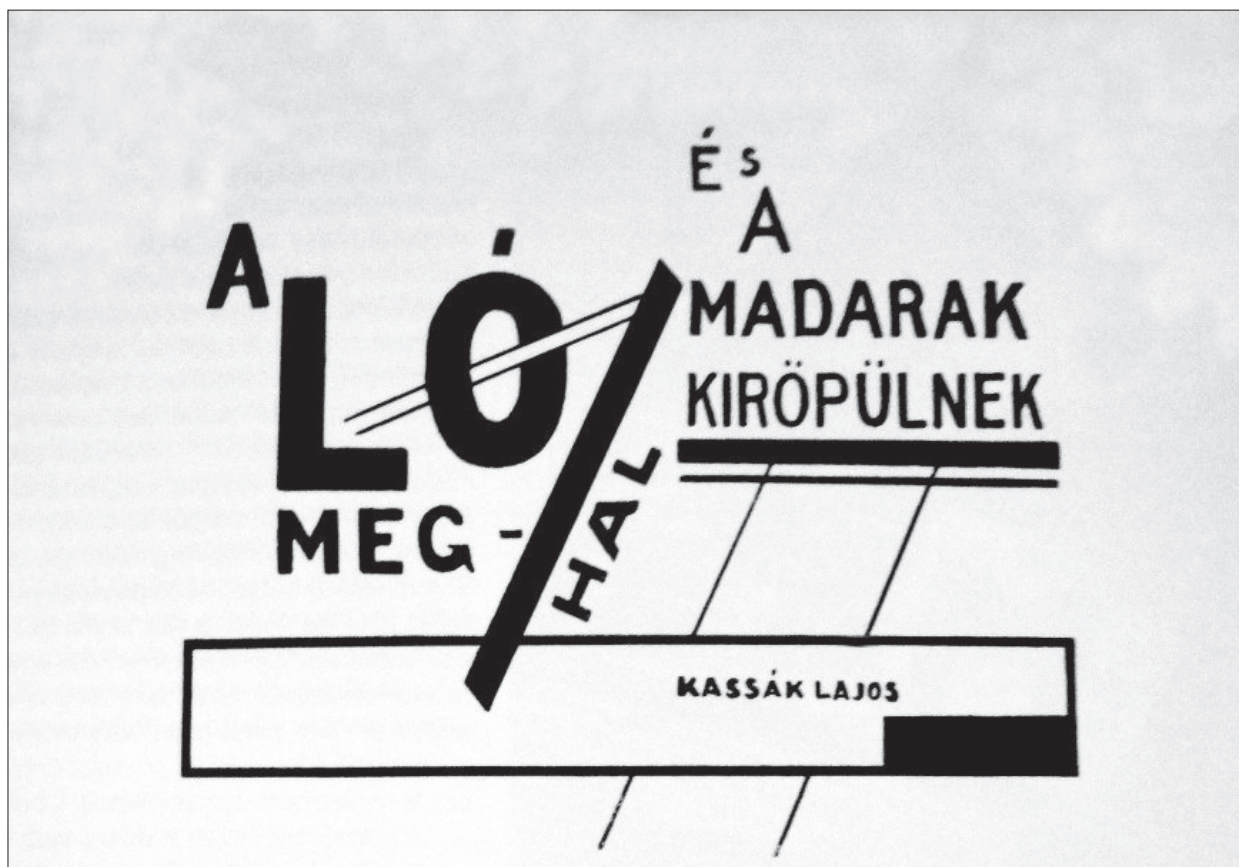 A LÓ
MEG-
HAL
ÉS
A
MADARAK
KIRÖPÜLNEK
KASSÁK LAJOS